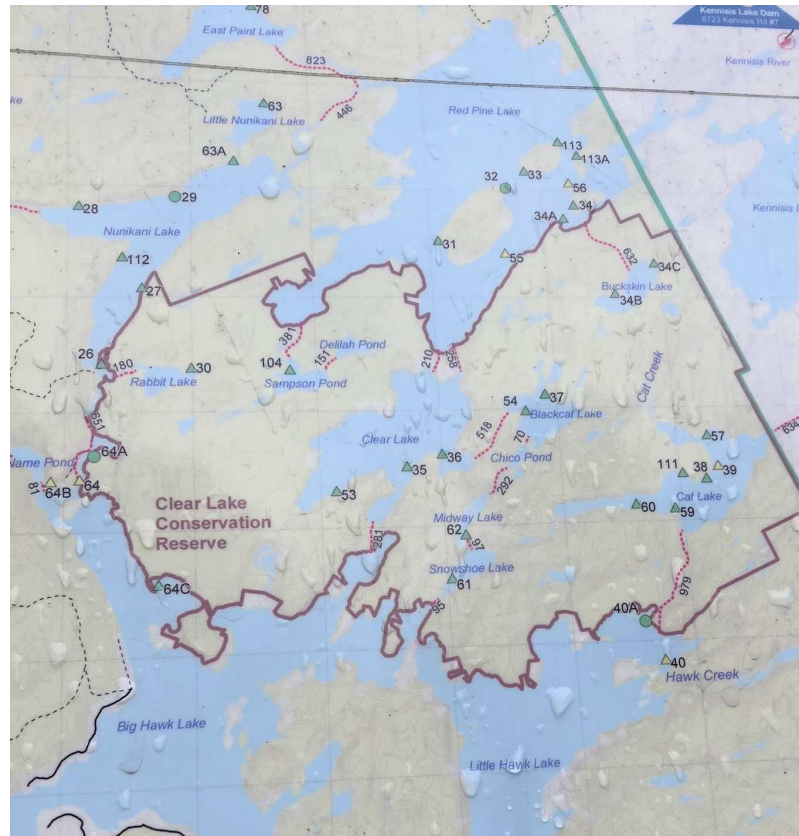 78
Kennisis Lake Dam
6723 Kennisis Rd #7
East Paint Lake
Kennisis River
823
446
63
Little Nunikani Lake
Red Pine Lake
63A
113
113A
33
32
56
29
34
28
34A
Kennisis L
Nunikani Lake
31
112
55
632
34C
27
Buckskin Lake
34B
381
Delilah Pond
26
180
30
104
151
210
258
Rabbit Lake
Sampson Pond
Cat Creek
37
54
Blackcat Lake
651
Clear Lake
518
70
634
57
64A
36
Chico Pond
Name Pond
35
111
38
39
81
64B
64
53
292
Cat Lake
60
59
Clear Lake
Conservation
Reserve
Midway Lake
62
97
281
Snowshoe Lake
61
64C
979
95
40A
40
Hawk Creek
Big Hawk Lake
Little Hawk Lake